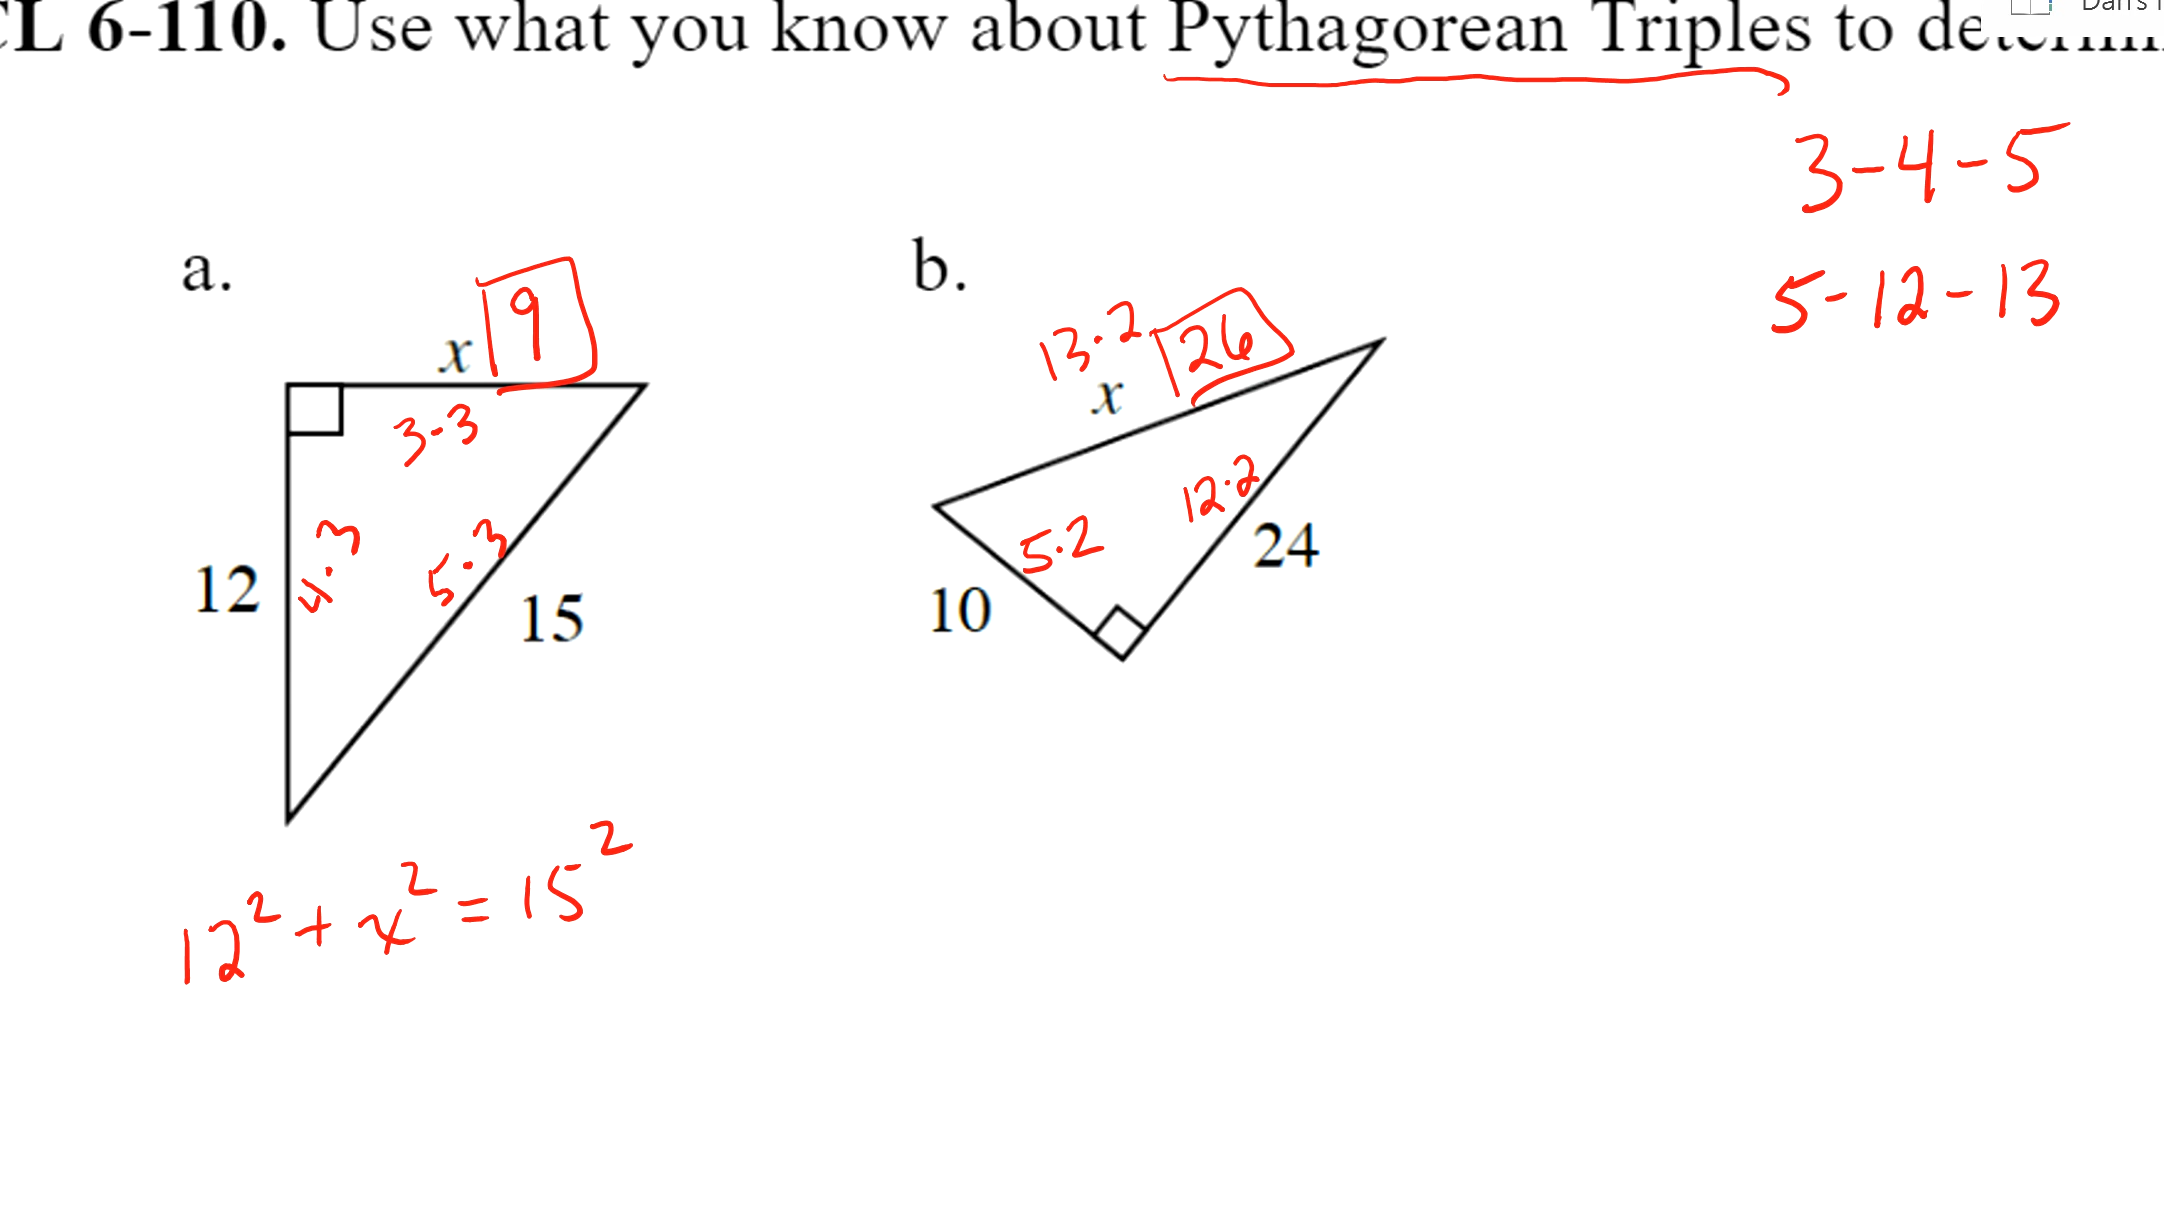 CL 6-110. Use what you know about Pythagorean Triples to
3-4-5
5-12-13
a.
x 9
3·3
12
4·3
5·3
15
12² + x² = 15²
b.
13·2 26
x
12·2
5·2
24
10